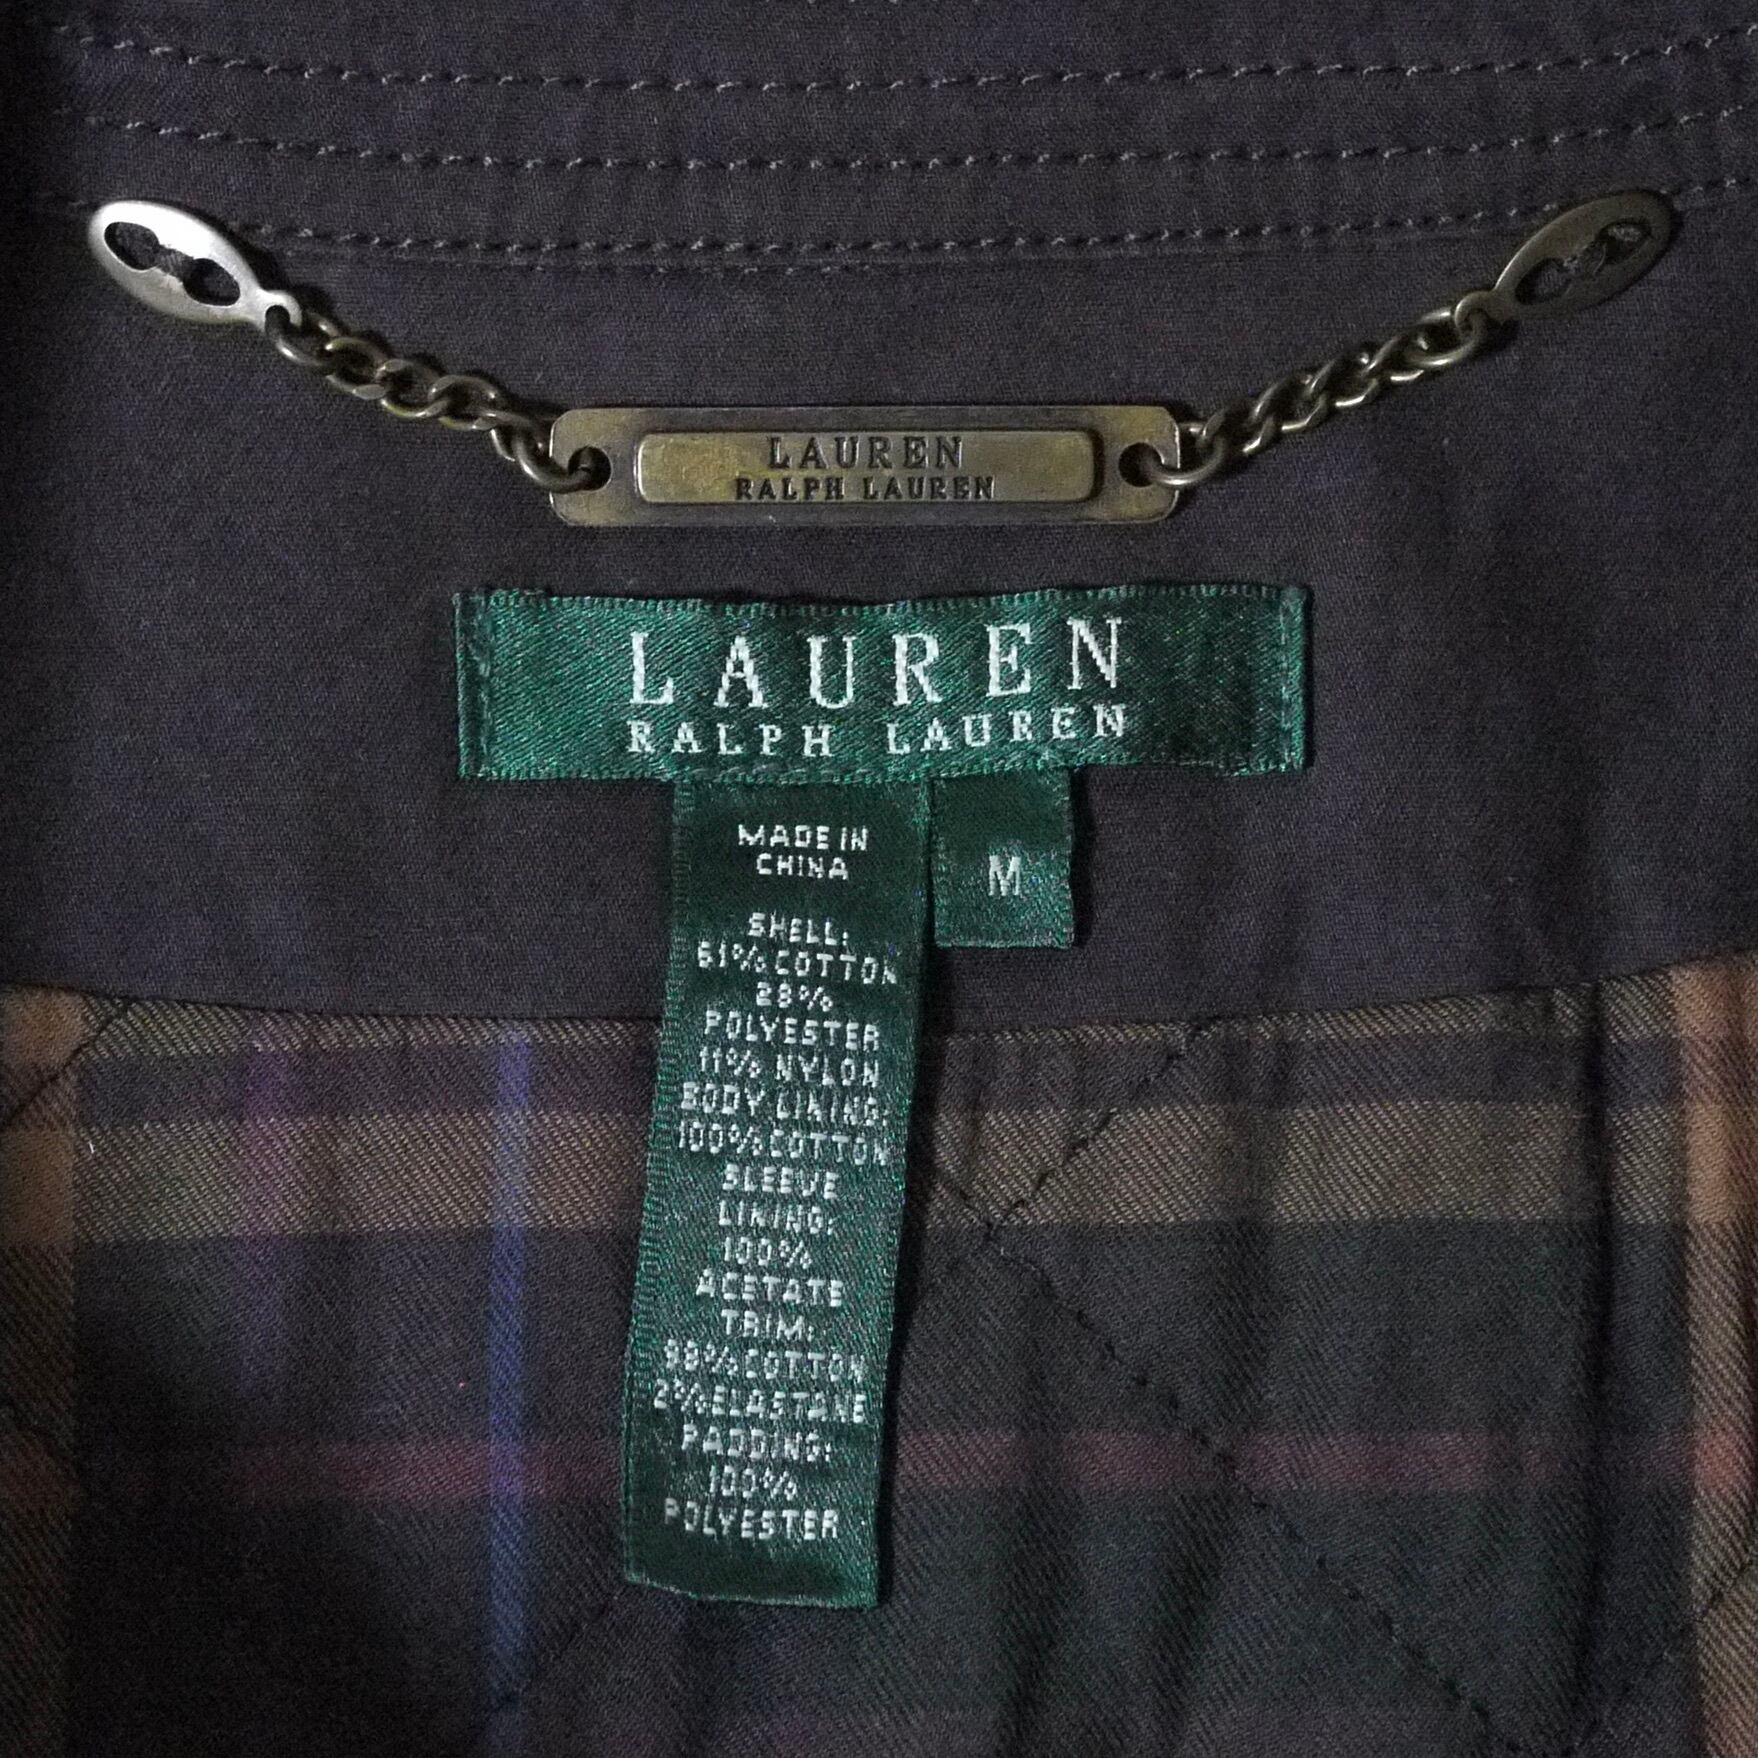 LAUREN
RALPH LAUREN
LAUREN
RALPH LAUREN
MADE IN
CHINA
M
SHELL:
61% COTTON
28%
POLYESTER
11% NYLON
BODY LINING:
100% COTTON
SLEEVE
LINING:
100%
ACETATE
TRIM:
98% COTTON
2% ELASTANE
PADDING:
100%
POLYESTER